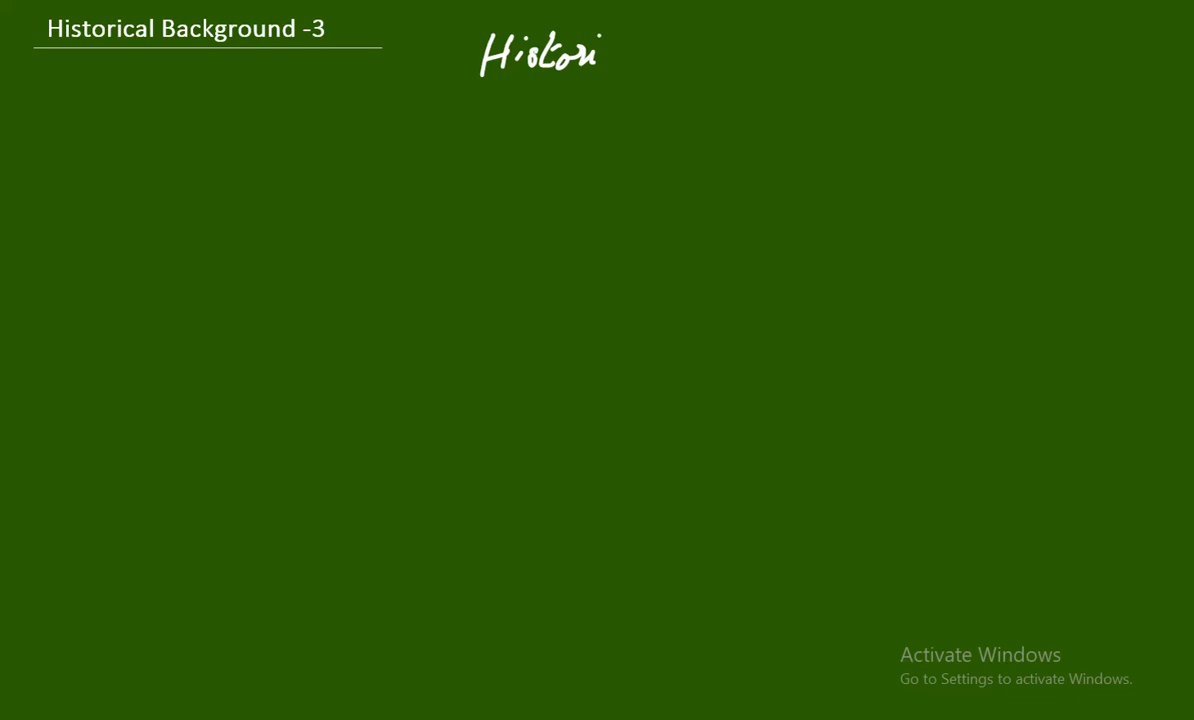 Historical Background -3
Histori
Activate Windows
Go to Settings to activate Windows.